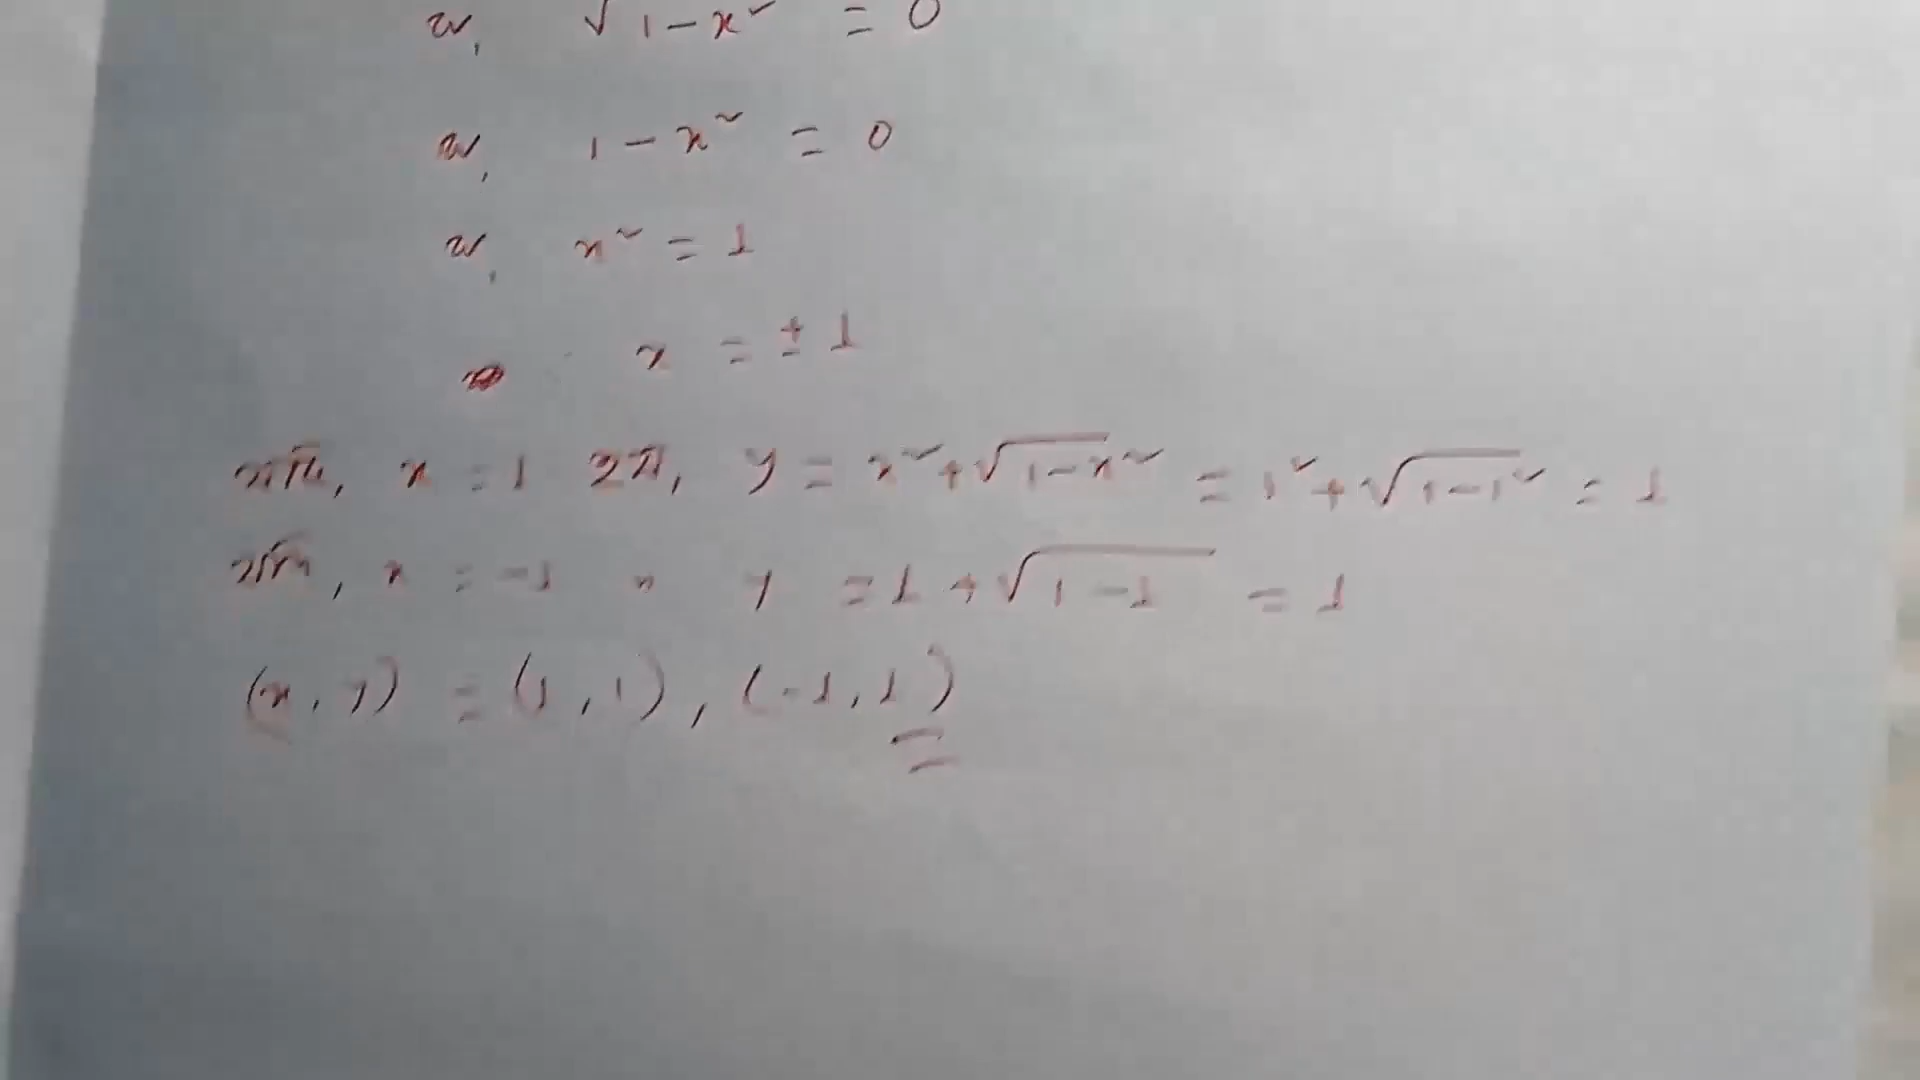 বা, √1-x² = 0
বা, 1-x² = 0
বা, x² = 1
x = ±1
যদি, x = 1 হয়, y = x²+√1-x² = 1²+√1-1² = 1
যদি, x = -1 " y = 1+√1-1 = 1
(x, y) = (1, 1), (-1, 1)